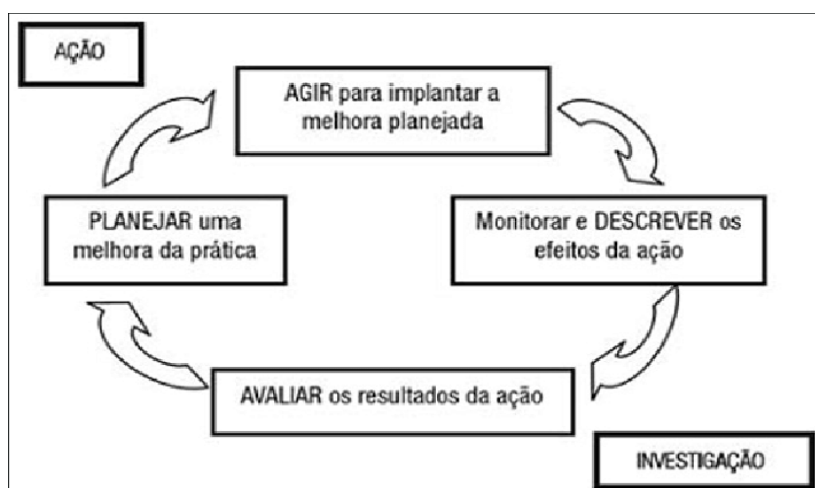 AÇÃO
AGIR para implantar a
melhora planejada
PLANEJAR uma
melhora da prática
Monitorar e DESCREVER os
efeitos da ação
AVALIAR os resultados da ação
INVESTIGAÇÃO